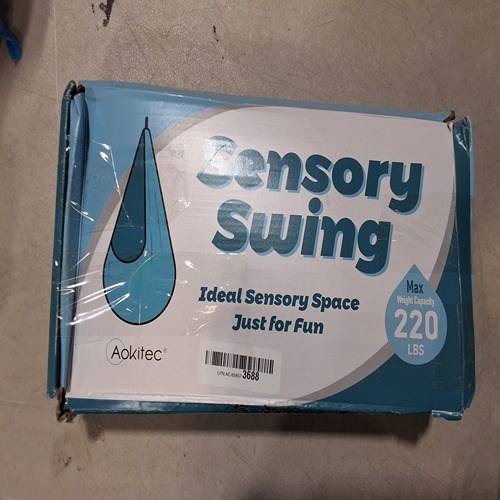 Sensory
Swing
Ideal Sensory Space
Just for Fun
Max
Weight Capacity
220
LBS
Aokitec®
3688